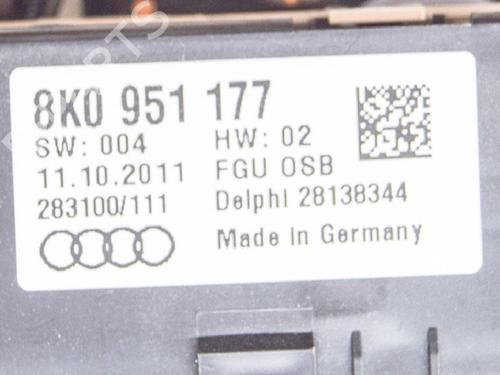 8K0 951 177
SW: 004 HW: 02
11.10.2011 FGU OSB
283100/111 Delphi 28138344
Made in Germany
PARTS